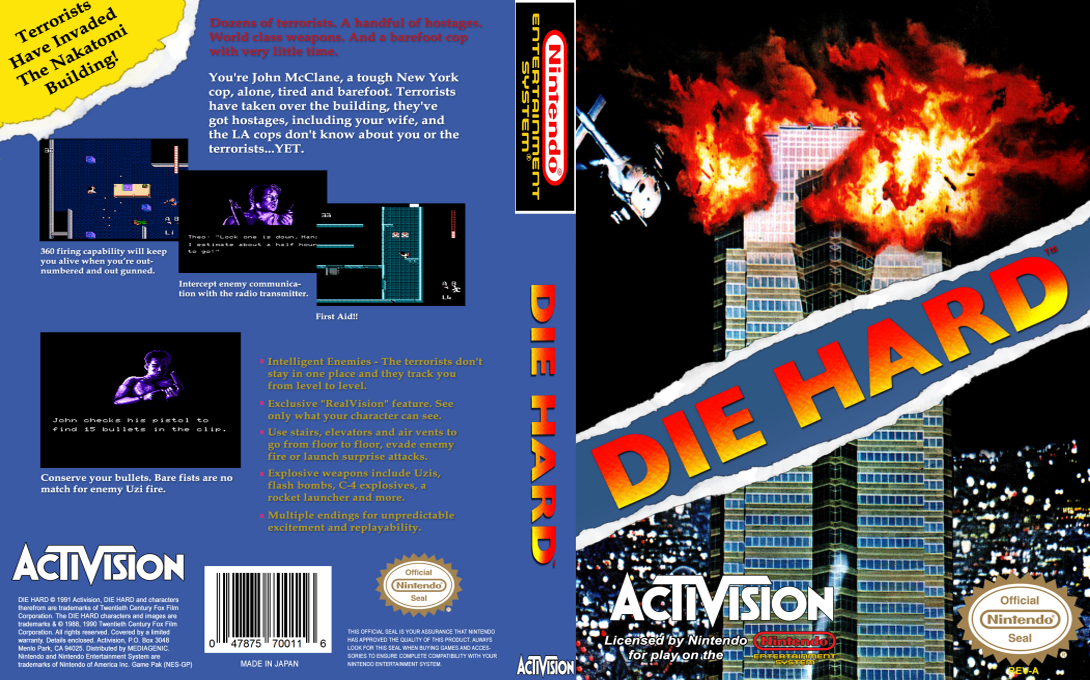 Terrorists
Have Invaded
The Nakatomi
Building!
Dozens of terrorists. A handful of hostages.
World class weapons. And a barefoot cop
with very little time.
You're John McClane, a tough New York
cop, alone, tired and barefoot. Terrorists
have taken over the building, they've
got hostages, including your wife, and
the LA cops don't know about you or the
terrorists...YET.
360 firing capability will keep
you alive when you're out-
numbered and out gunned.
Theo: "Lock one is down, Han
I estimate about a half hour
to go!"
Intercept enemy communica-
tion with the radio transmitter.
First Aid!!
John checks his pistol to
find 15 bullets in the clip.
Conserve your bullets. Bare fists are no
match for enemy Uzi fire.
Intelligent Enemies - The terrorists don't
stay in one place and they track you
from level to level.
Exclusive "RealVision" feature. See
only what your character can see.
Use stairs, elevators and air vents to
go from floor to floor, evade enemy
fire or launch surprise attacks.
Explosive weapons include Uzis,
flash bombs, C-4 explosives, a
rocket launcher and more.
Multiple endings for unpredictable
excitement and replayability.
ACTIVISION
DIE HARD © 1991 Activision, DIE HARD and characters
therefrom are trademarks of Twentieth Century Fox Film
Corporation. The DIE HARD characters and images are
trademarks & © 1988, 1990 Twentieth Century Fox Film
Corporation. All rights reserved. Covered by a limited
warranty. Details enclosed. Activision, P.O. Box 3048
Menlo Park, CA 94025. Distributed by MEDIAGENIC.
Nintendo and Nintendo Entertainment System are
trademarks of Nintendo of America Inc. Game Pak (NES-GP)
0 47875 70011 6
MADE IN JAPAN
Official
Nintendo
Seal
THIS OFFICIAL SEAL IS YOUR ASSURANCE THAT NINTENDO
HAS APPROVED THE QUALITY OF THIS PRODUCT. ALWAYS
LOOK FOR THIS SEAL WHEN BUYING GAMES AND ACCES-
SORIES TO ENSURE COMPLETE COMPATIBILITY WITH YOUR
NINTENDO ENTERTAINMENT SYSTEM.
Nintendo
ENTERTAINMENT
SYSTEM®
DIE HARD™
ACTIVISION
DIE HARD™
ACTIVISION
Licensed by Nintendo
for play on the
Nintendo
ENTERTAINMENT
SYSTEM
Official
Nintendo
Seal
REV-A